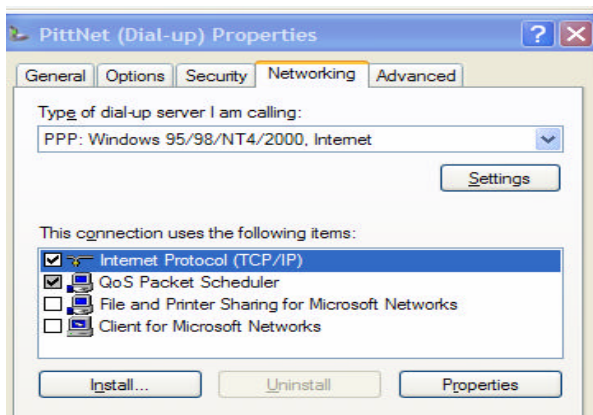 PittNet (Dial-up) Properties
General Options Security Networking Advanced
Type of dial-up server I am calling:
PPP: Windows 95/98/NT4/2000, Internet
Settings
This connection uses the following items:
Internet Protocol (TCP/IP)
QoS Packet Scheduler
File and Printer Sharing for Microsoft Networks
Client for Microsoft Networks
Install... Uninstall Properties